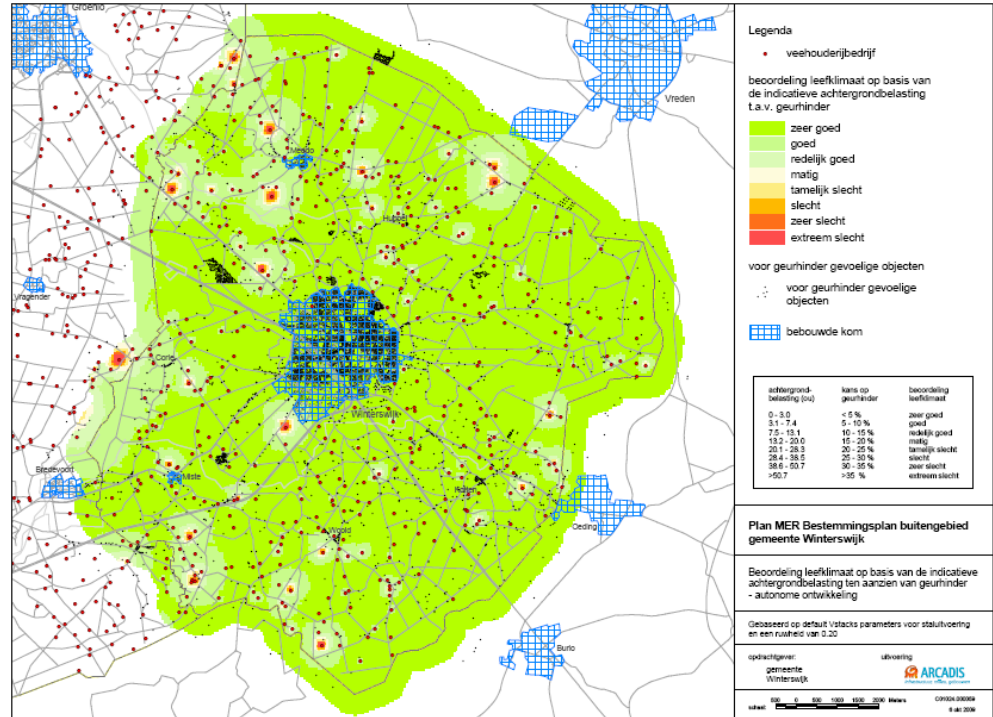 Groenlo
Vreden
Meddo
Huppel
Vragender
Corle
Winterswijk
Bredevoort
Miste
Kotten
Woold
Oeding
Burlo
Legenda
veehouderijbedrijf
beoordeling leefklimaat op basis van
de indicatieve achtergrondbelasting
t.a.v. geurhinder
zeer goed
goed
redelijk goed
matig
tamelijk slecht
slecht
zeer slecht
extreem slecht
voor geurhinder gevoelige objecten
voor geurhinder gevoelige
objecten
bebouwde kom
achtergrond- kans op beoordeling
belasting (ou) geurhinder leefklimaat
0 - 3.0 < 5 % zeer goed
3.1 - 7.4 5 - 10 % goed
7.5 - 13.1 10 - 15 % redelijk goed
13.2 - 20.0 15 - 20 % matig
20.1 - 28.3 20 - 25 % tamelijk slecht
28.4 - 38.5 25 - 30 % slecht
38.6 - 50.7 30 - 35 % zeer slecht
>50.7 >35 % extreem slecht
Plan MER Bestemmingsplan buitengebied
gemeente Winterswijk
Beoordeling leefklimaat op basis van de indicatieve
achtergrondbelasting ten aanzien van geurhinder
- autonome ontwikkeling
Gebaseerd op default Vstacks parameters voor staluitvoering
en een ruwheid van 0.20
opdrachtgever: uitvoering
gemeente
Winterswijk
ARCADIS
schaal: 500 0 500 1000 1500 2000 Meters